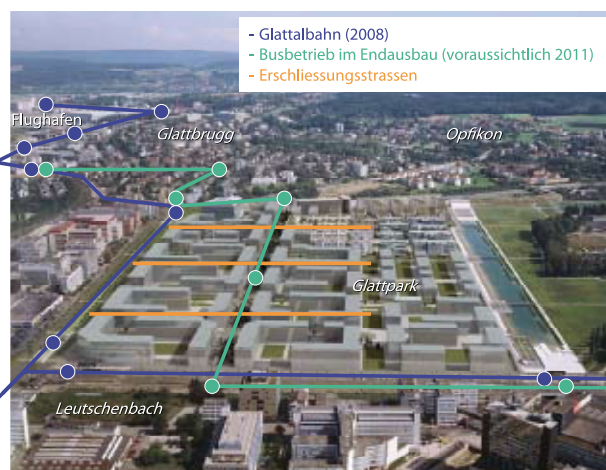 - Glattalbahn (2008)
- Busbetrieb im Endausbau (voraussichtlich 2011)
- Erschliessungsstrassen
Flughafen
Glattbrugg
Opfikon
Glattpark
Leutschenbach